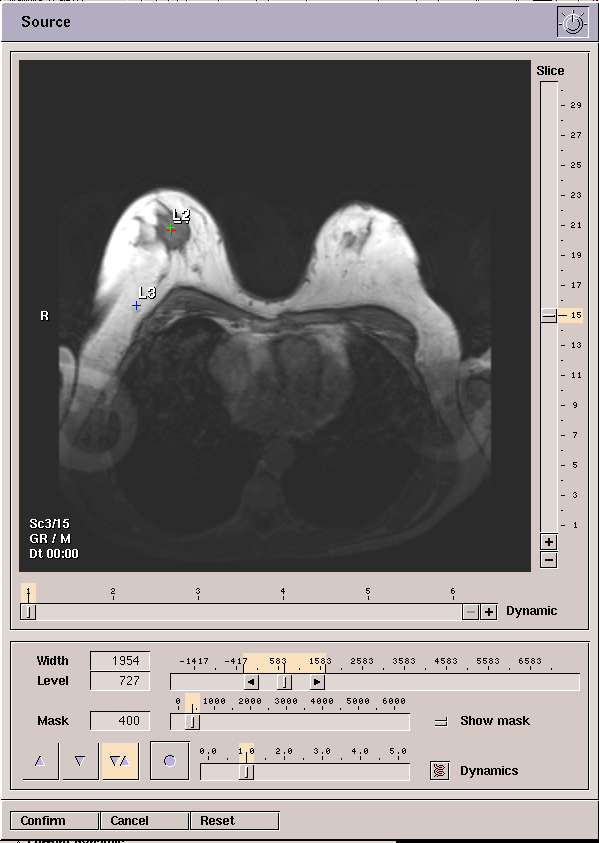 Source
Slice
29
27
25
23
L2
21
19
17
L3
R
15
13
11
9
7
5
3
1
Sc3/15
GR / M
Dt 00:00
+
−
1 2 3 4 5 6
− + Dynamic
Width 1954 -1417 -417 583 1583 2583 3583 4583 5583 6583
Level 727
0 1000 2000 3000 4000 5000 6000
Mask 400 Show mask
0.0 1.0 2.0 3.0 4.0 5.0
Dynamics
Confirm Cancel Reset